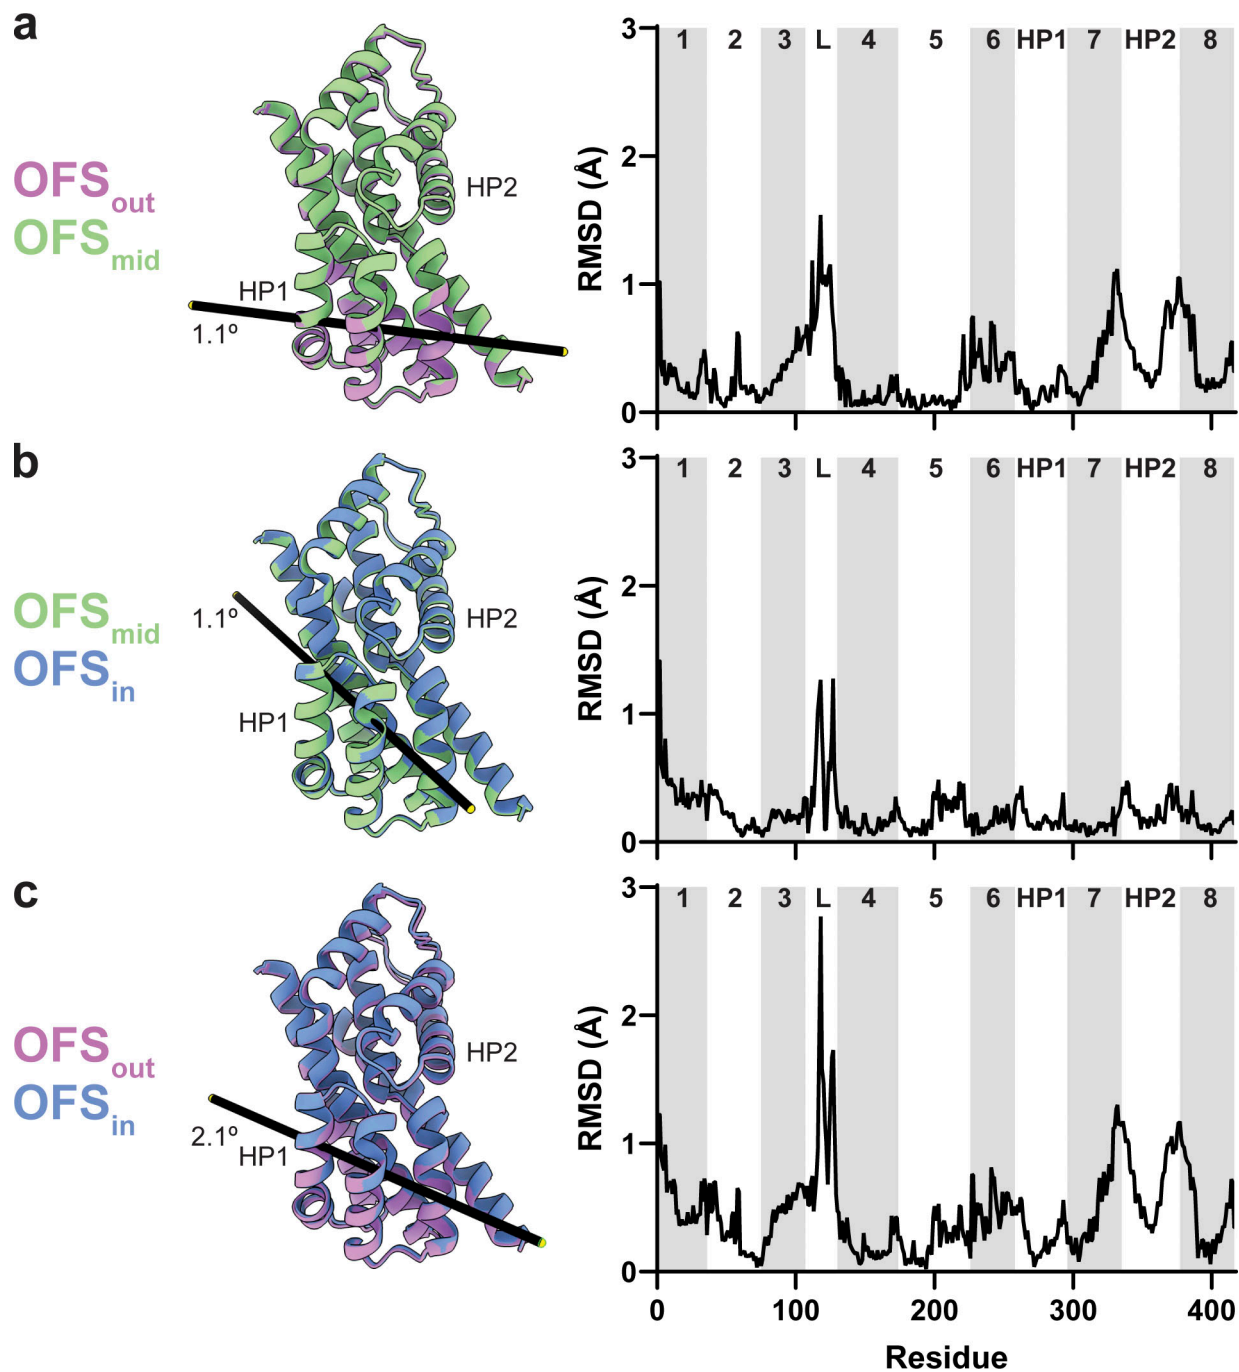 a
OFSout
OFSmid
HP2
HP1
1.1º
RMSD (Å)
3
2
1
0
1 2 3 L 4 5 6 HP1 7 HP2 8
b
OFSmid
OFSin
1.1º
HP2
HP1
RMSD (Å)
3
2
1
0
1 2 3 L 4 5 6 HP1 7 HP2 8
c
OFSout
OFSin
HP2
2.1º
HP1
RMSD (Å)
3
2
1
0
1 2 3 L 4 5 6 HP1 7 HP2 8
0 100 200 300 400
Residue